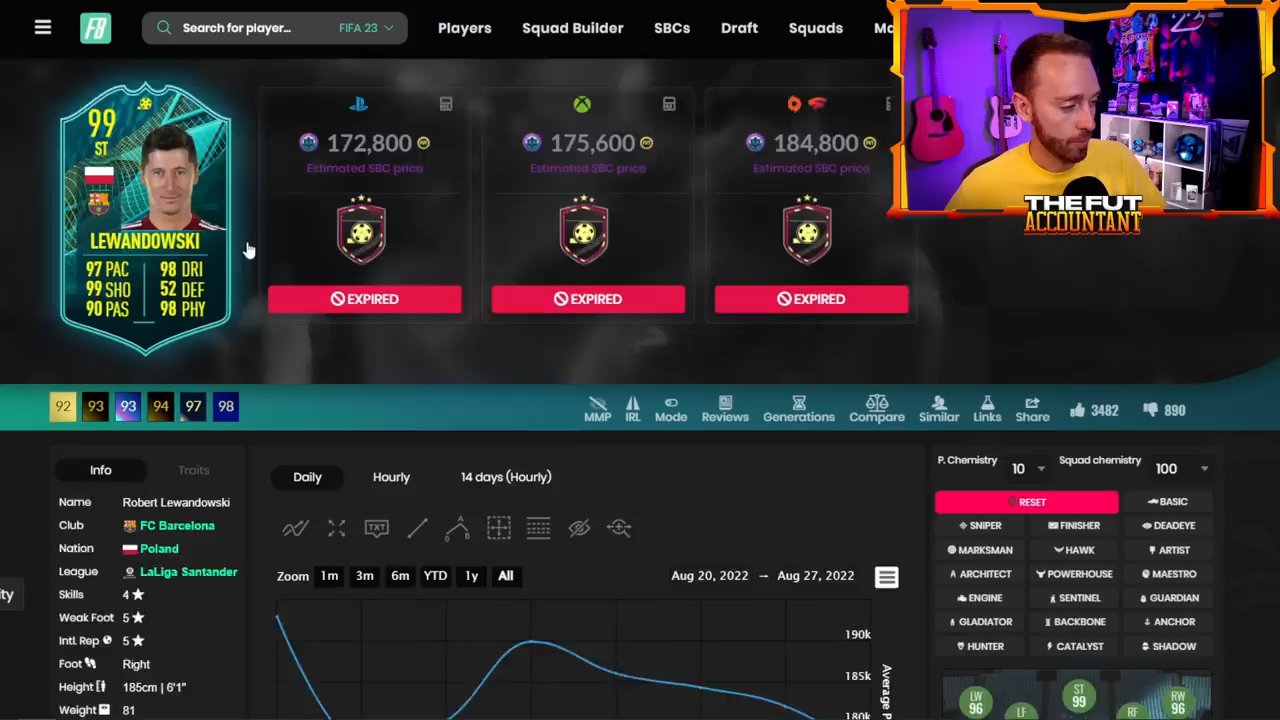 FB
Search for player...
FIFA 23
Players
Squad Builder
SBCs
Draft
Squads
THE FUT
ACCOUNTANT
99
ST
LEWANDOWSKI
97 PAC
98 DRI
99 SHO
52 DEF
90 PAS
98 PHY
172,800
Estimated SBC price
EXPIRED
175,600
Estimated SBC price
EXPIRED
184,800
Estimated SBC price
EXPIRED
92
93
93
94
97
98
MMP
IRL
Mode
Reviews
Generations
Compare
Similar
Links
Share
3482
890
Info
Traits
Name Robert Lewandowski
Club FC Barcelona
Nation Poland
League LaLiga Santander
Skills 4
Weak Foot 5
Intl. Rep 5
Foot Right
Height 185cm | 6'1"
Weight 81
ity
Daily
Hourly
14 days (Hourly)
TXT
Zoom 1m 3m 6m YTD 1y All
Aug 20, 2022 → Aug 27, 2022
190k
185k
180k
Average P
P. Chemistry 10
Squad chemistry 100
RESET
BASIC
SNIPER
FINISHER
DEADEYE
MARKSMAN
HAWK
ARTIST
ARCHITECT
POWERHOUSE
MAESTRO
ENGINE
SENTINEL
GUARDIAN
GLADIATOR
BACKBONE
ANCHOR
HUNTER
CATALYST
SHADOW
LW
96
LF
ST
99
RF
RW
96